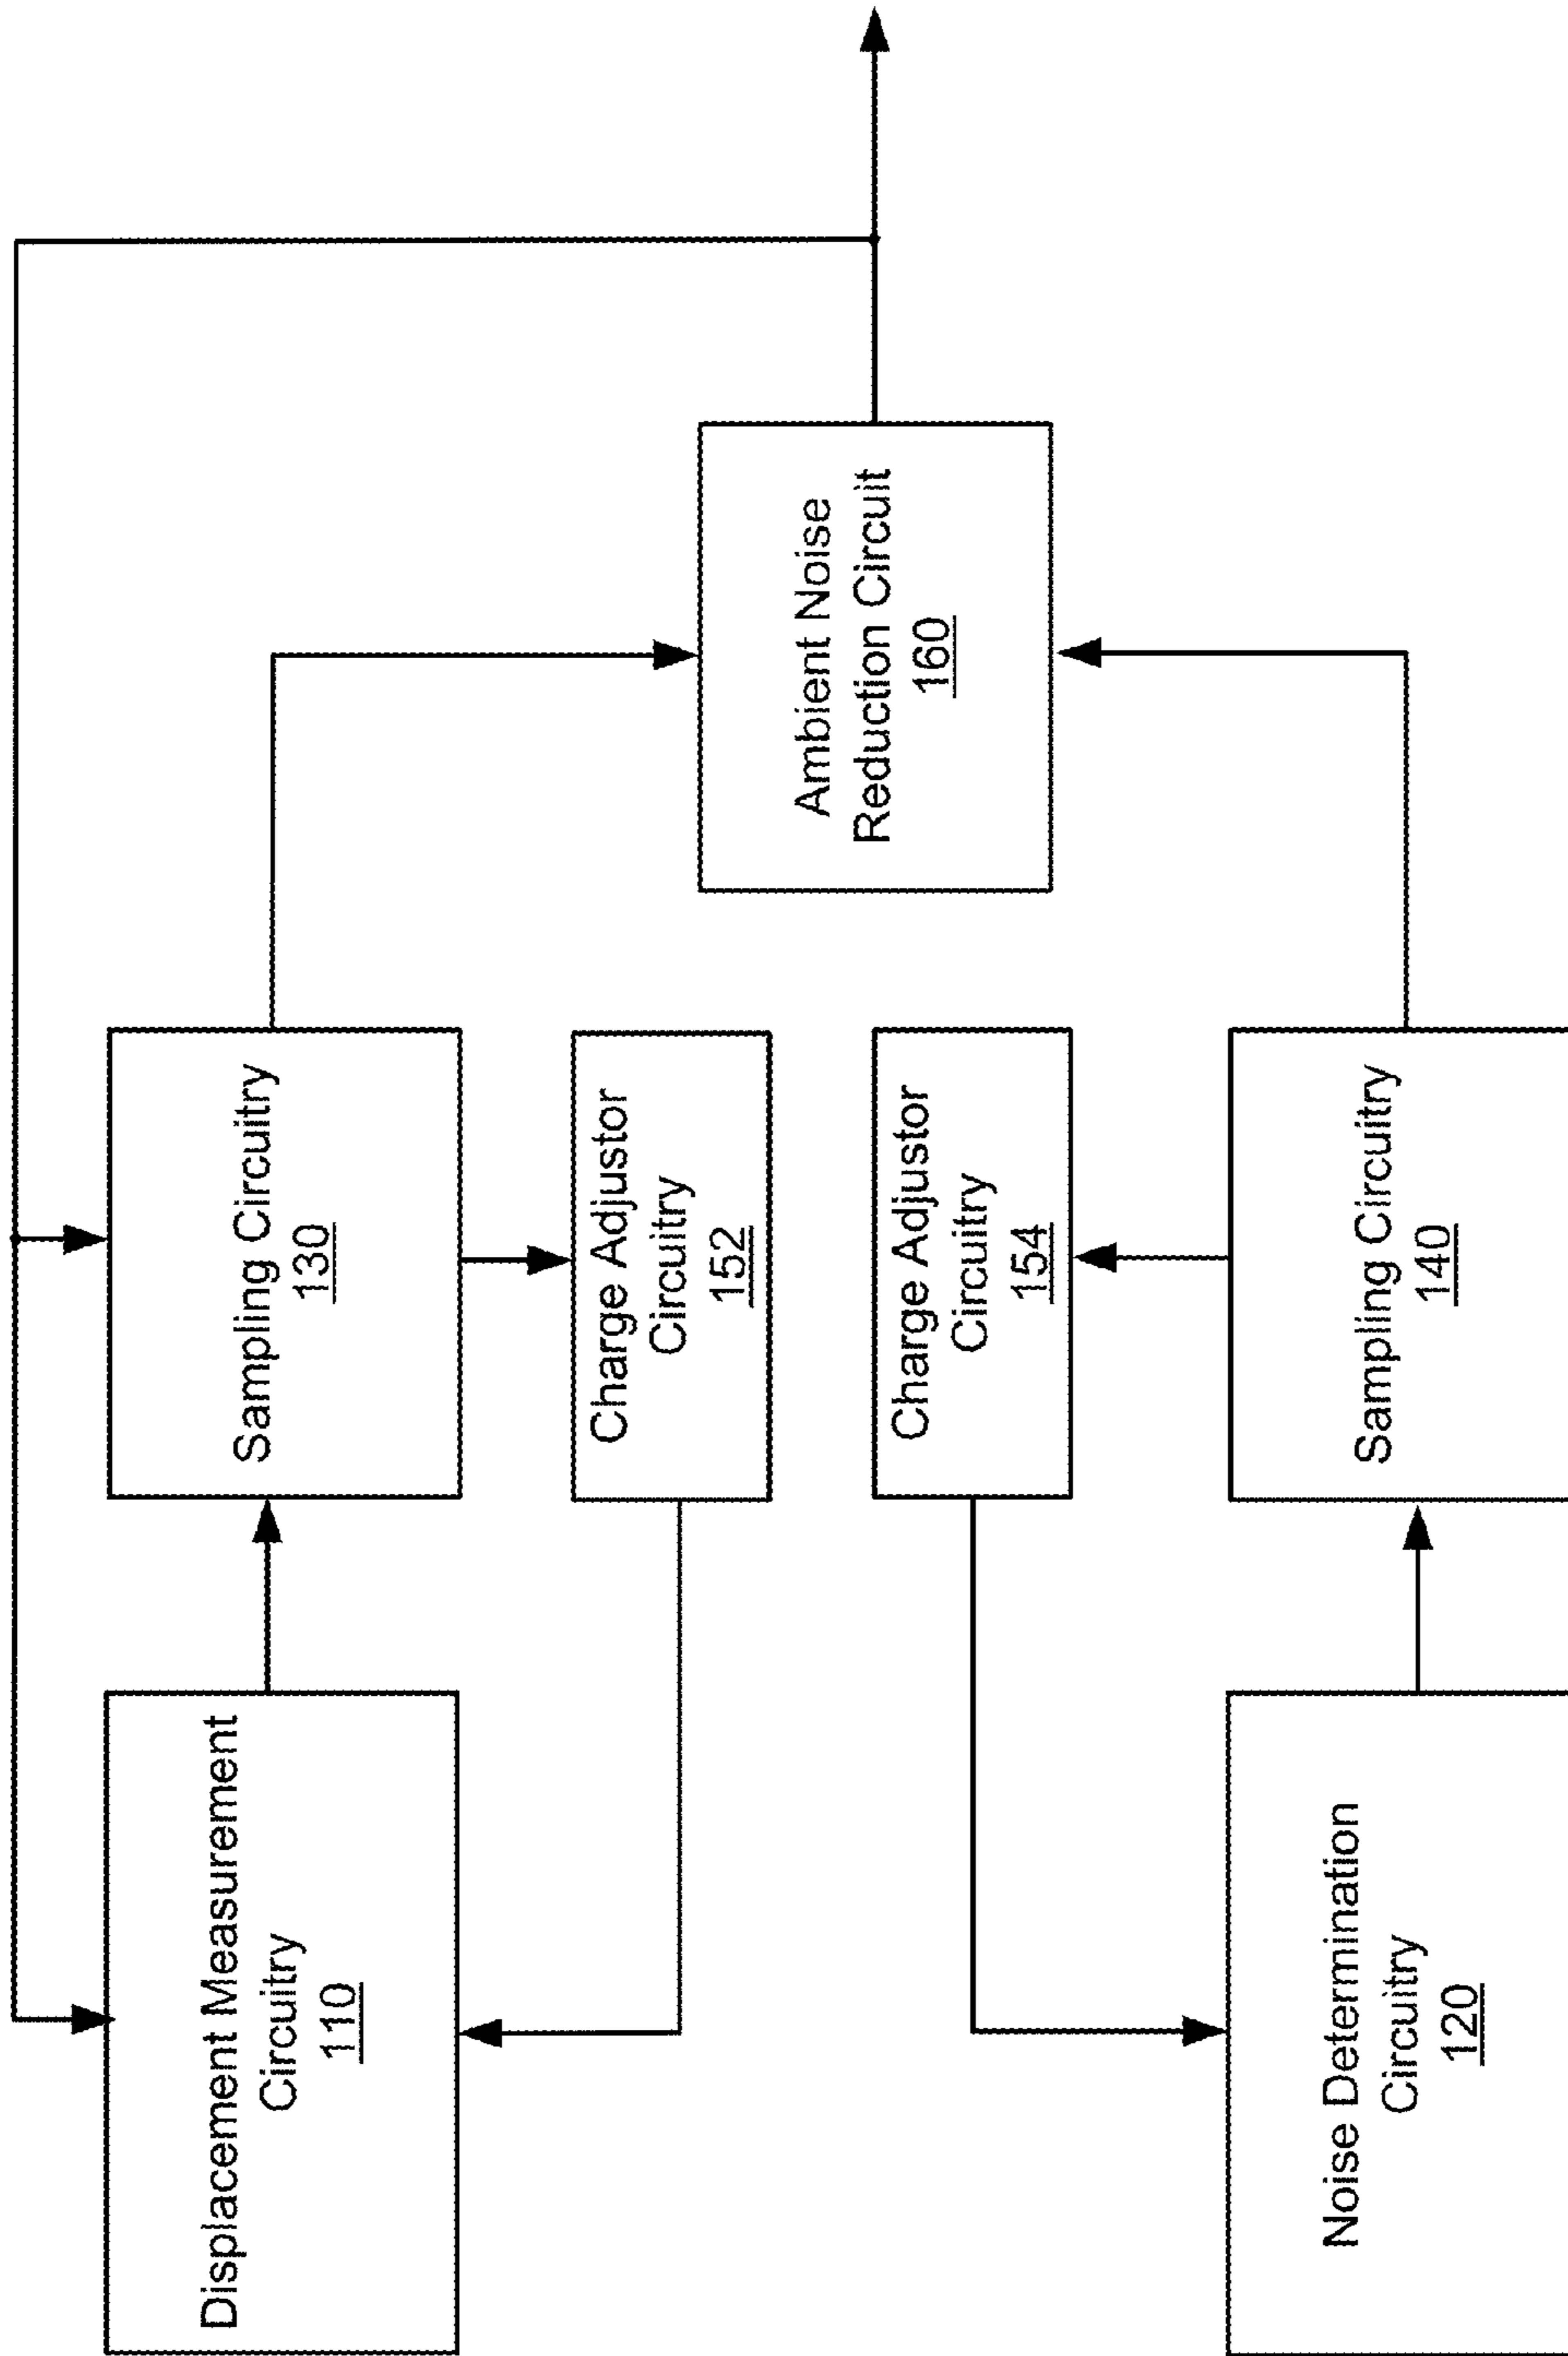 Displacement Measurement
Circuitry
110
Sampling Circuitry
130
Charge Adjustor
Circuitry
152
Ambient Noise
Reduction Circuit
160
Charge Adjustor
Circuitry
154
Noise Determination
Circuitry
120
Sampling Circuitry
140